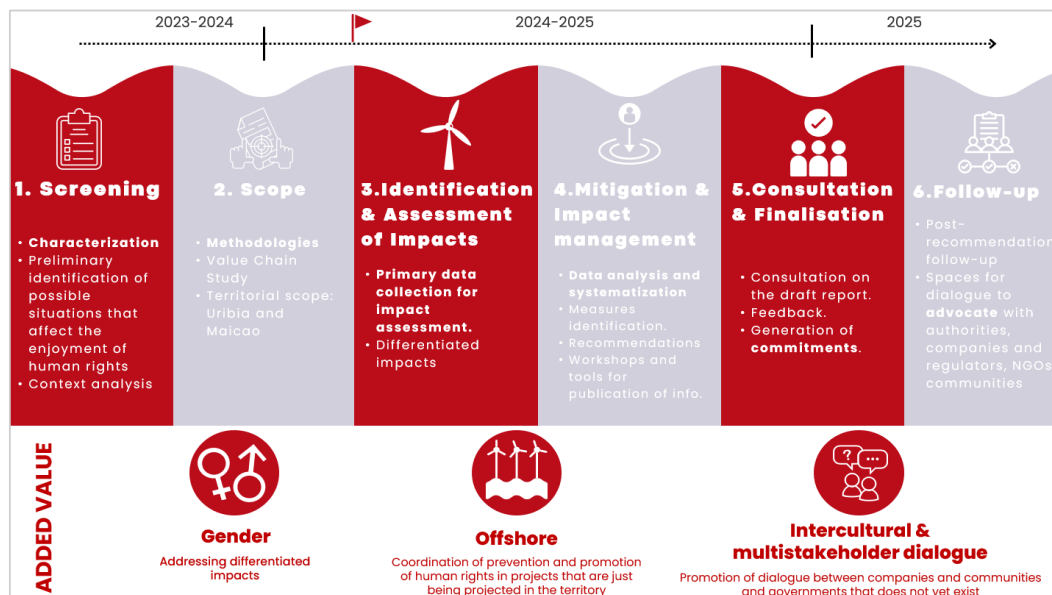 2023-2024
2024-2025
2025
1. Screening
• Characterization
• Preliminary
identification of
possible
situations that
affect the
enjoyment of
human rights
• Context analysis
2. Scope
• Methodologies
• Value Chain
Study
• Territorial scope:
Uribia and
Maicao
3.Identification
& Assessment
of Impacts
• Primary data
collection for
impact
assessment.
• Differentiated
impacts
4.Mitigation &
Impact
management
• Data analysis and
systematization
• Measures
identification.
• Recommendations
• Workshops and
tools for
publication of info.
5.Consultation
& Finalisation
• Consultation on
the draft report.
• Feedback.
• Generation of
commitments.
6.Follow-up
• Post-
recommendation
follow-up
• Spaces for
dialogue to
advocate with
authorities,
companies and
regulators, NGOs
communities
ADDED VALUE
Gender
Addressing differentiated
impacts
Offshore
Coordination of prevention and promotion
of human rights in projects that are just
being projected in the territory
Intercultural &
multistakeholder dialogue
Promotion of dialogue between companies and communities
and governments that does not yet exist